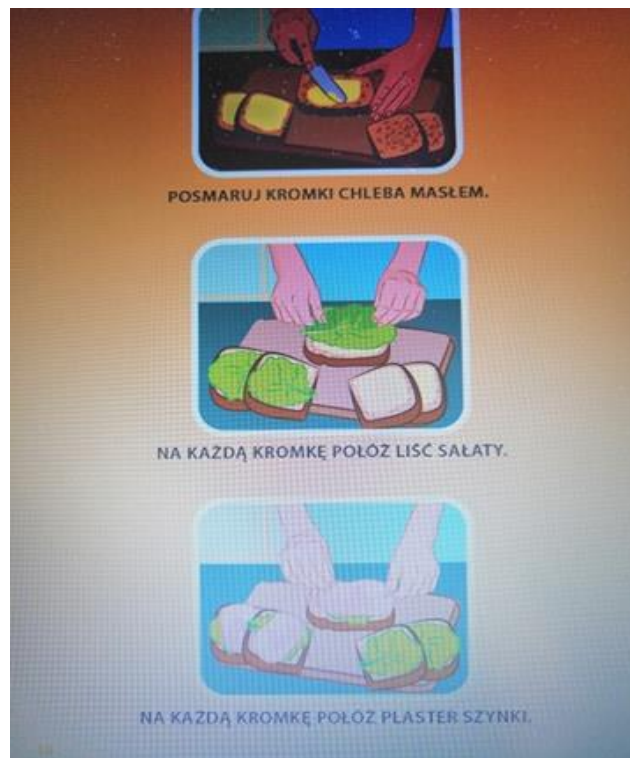 POSMARUJ KROMKI CHLEBA MASŁEM.
NA KAŻDĄ KROMKĘ POŁÓŻ LIŚĆ SAŁATY.
NA KAŻDĄ KROMKĘ POŁÓŻ PLASTER SZYNKI.